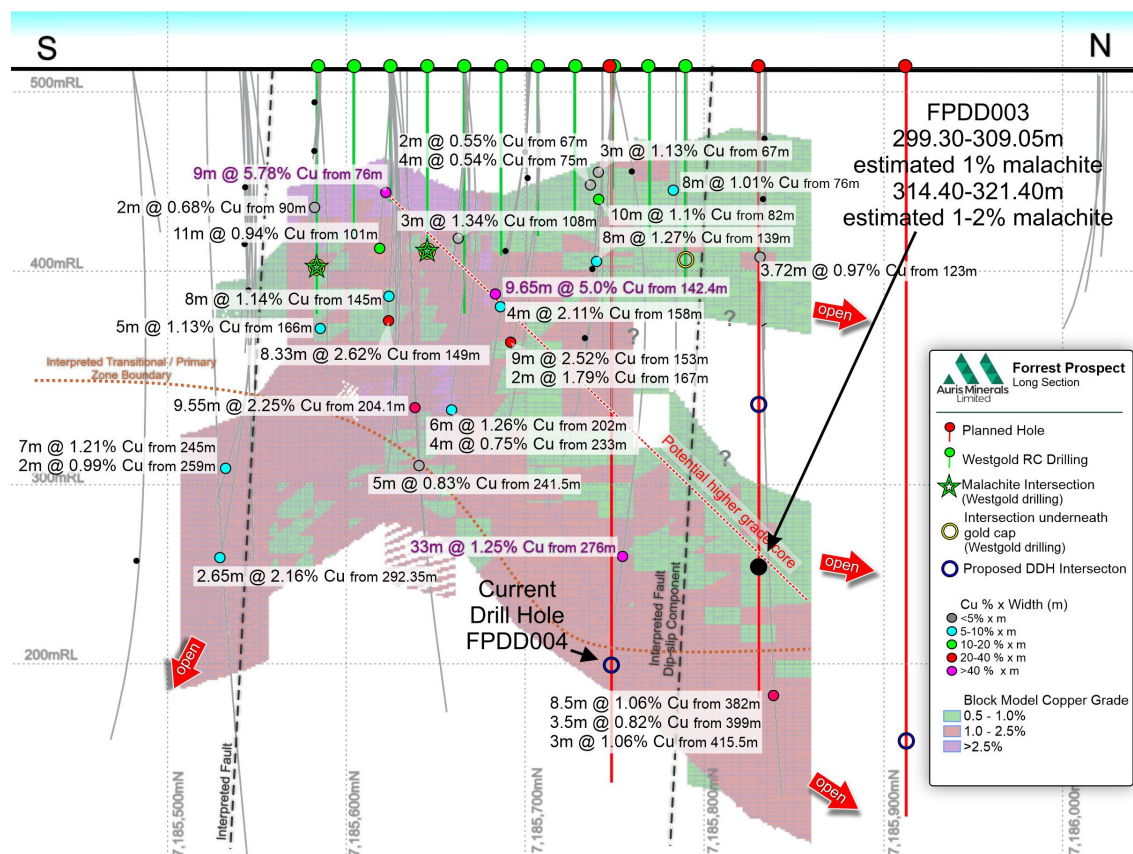 S
N
500mRL
400mRL
300mRL
200mRL
FPDD003
299.30-309.05m
estimated 1% malachite
314.40-321.40m
estimated 1-2% malachite
2m @ 0.55% Cu from 67m
4m @ 0.54% Cu from 75m
3m @ 1.13% Cu from 67m
9m @ 5.78% Cu from 76m
8m @ 1.01% Cu from 76m
2m @ 0.68% Cu from 90m
3m @ 1.34% Cu from 108m
10m @ 1.1% Cu from 82m
11m @ 0.94% Cu from 101m
8m @ 1.27% Cu from 139m
3.72m @ 0.97% Cu from 123m
9.65m @ 5.0% Cu from 142.4m
8m @ 1.14% Cu from 145m
4m @ 2.11% Cu from 158m
open
5m @ 1.13% Cu from 166m
?
?
8.33m @ 2.62% Cu from 149m
9m @ 2.52% Cu from 153m
2m @ 1.79% Cu from 167m
Interpreted Transitional / Primary
Zone Boundary
9.55m @ 2.25% Cu from 204.1m
6m @ 1.26% Cu from 202m
4m @ 0.75% Cu from 233m
7m @ 1.21% Cu from 245m
2m @ 0.99% Cu from 259m
?
Potential higher grade core
5m @ 0.83% Cu from 241.5m
33m @ 1.25% Cu from 276m
open
2.65m @ 2.16% Cu from 292.35m
Current
Drill Hole
FPDD004
Interpreted Fault
Dip-slip Component
open
8.5m @ 1.06% Cu from 382m
3.5m @ 0.82% Cu from 399m
3m @ 1.06% Cu from 415.5m
open
Interpreted Fault
7,185,500mN
7,185,600mN
7,185,700mN
7,185,800mN
7,185,900mN
7,186,000mN
Auris Minerals
Limited
Forrest Prospect
Long Section
Planned Hole
Westgold RC Drilling
Malachite Intersection
(Westgold drilling)
Intersection underneath
gold cap
(Westgold drilling)
Proposed DDH Intersecton
Cu % x Width (m)
<5% x m
5-10% x m
10-20 % x m
20-40 % x m
>40 % x m
Block Model Copper Grade
0.5 - 1.0%
1.0 - 2.5%
>2.5%